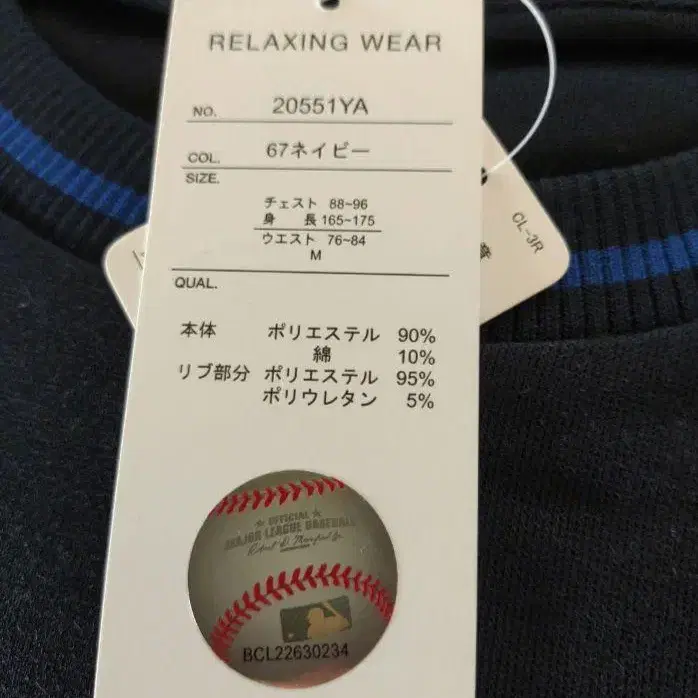 RELAXING WEAR
NO. 20551YA
COL. 67ネイビー
SIZE.
チェスト 88~96
身 長 165~175
ウエスト 76~84
M
QUAL.
本体 ポリエステル 90%
綿 10%
リブ部分 ポリエステル 95%
ポリウレタン 5%
OFFICIAL
MAJOR LEAGUE BASEBALL
BCL22630234
CL-3R